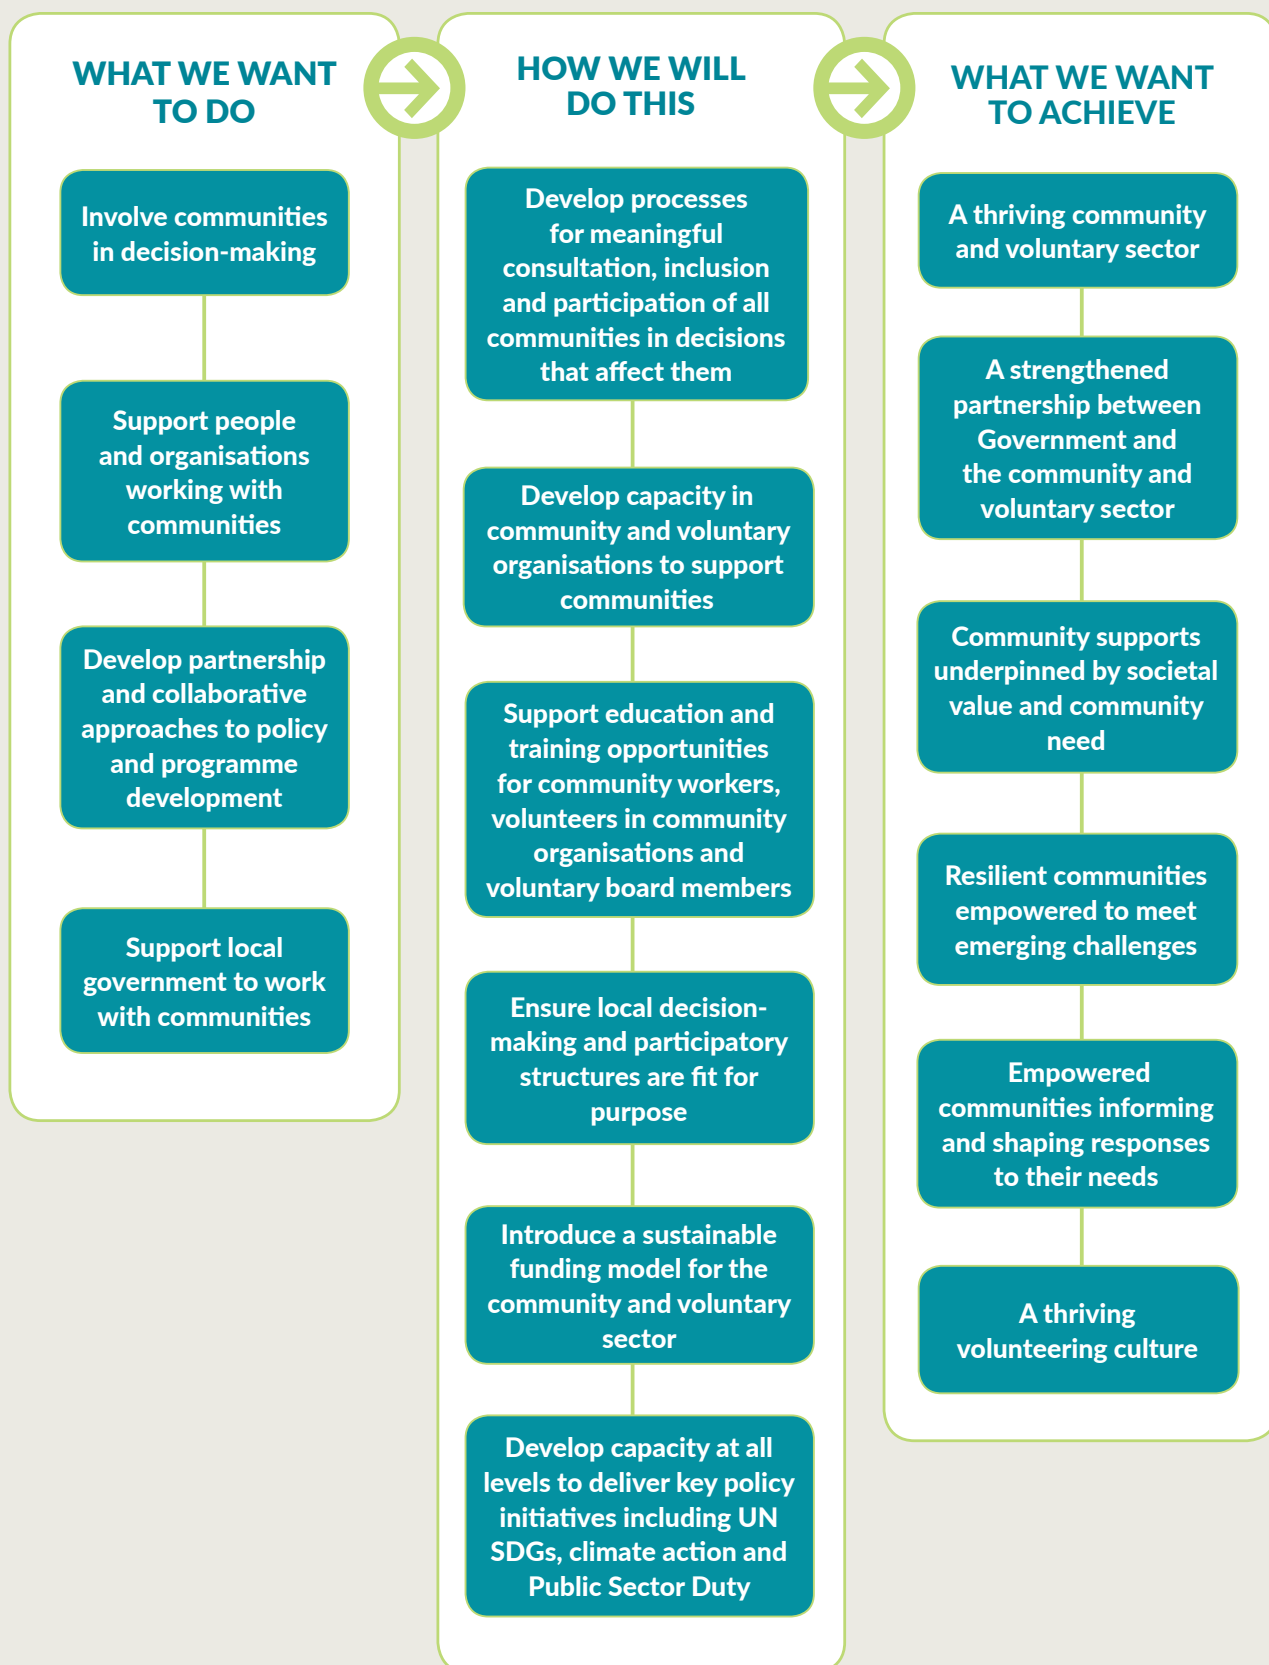 WHAT WE WANT
TO DO
Involve communities
in decision-making
Support people
and organisations
working with
communities
Develop partnership
and collaborative
approaches to policy
and programme
development
Support local
government to work
with communities
HOW WE WILL
DO THIS
Develop processes
for meaningful
consultation, inclusion
and participation of all
communities in decisions
that affect them
Develop capacity in
community and voluntary
organisations to support
communities
Support education and
training opportunities
for community workers,
volunteers in community
organisations and
voluntary board members
Ensure local decision-
making and participatory
structures are fit for
purpose
Introduce a sustainable
funding model for the
community and voluntary
sector
Develop capacity at all
levels to deliver key policy
initiatives including UN
SDGs, climate action and
Public Sector Duty
WHAT WE WANT
TO ACHIEVE
A thriving community
and voluntary sector
A strengthened
partnership between
Government and
the community and
voluntary sector
Community supports
underpinned by societal
value and community
need
Resilient communities
empowered to meet
emerging challenges
Empowered
communities informing
and shaping responses
to their needs
A thriving
volunteering culture